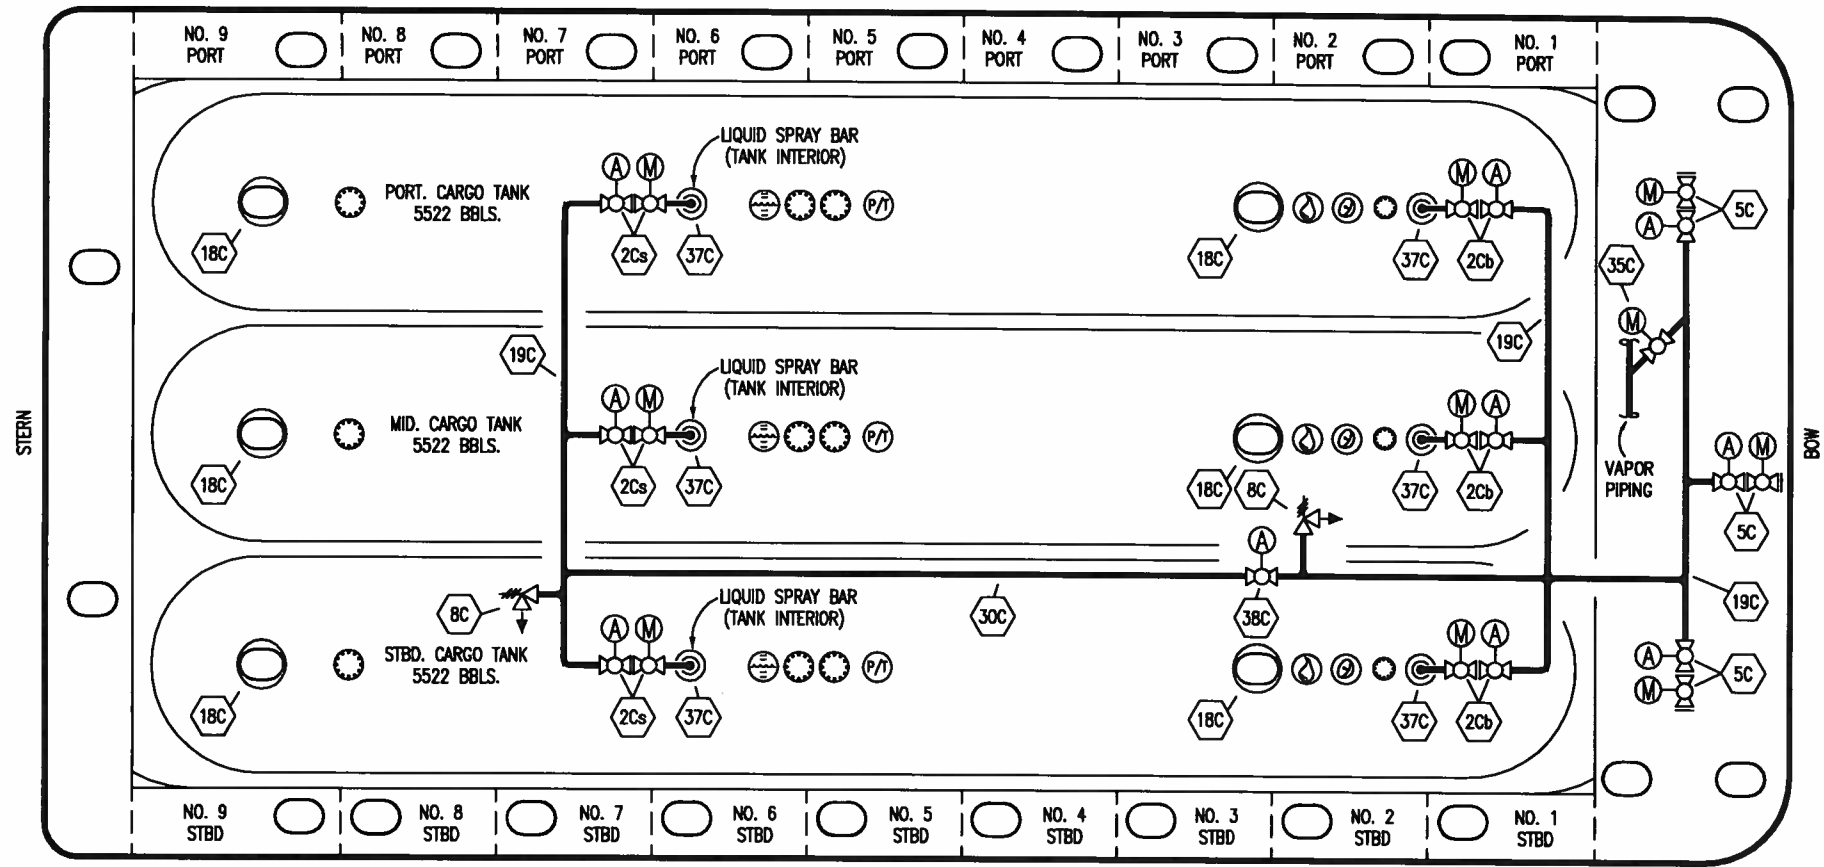 NO. 9
PORT
NO. 8
PORT
NO. 7
PORT
NO. 6
PORT
NO. 5
PORT
NO. 4
PORT
NO. 3
PORT
NO. 2
PORT
NO. 1
PORT
LIQUID SPRAY BAR
(TANK INTERIOR)
A M
M A
PORT. CARGO TANK
5522 BBLS.
P/T
M
A
5C
18C
2Cs
37C
18C
37C
2Cb
35C
M
19C
19C
LIQUID SPRAY BAR
(TANK INTERIOR)
A M
M A
STERN
MID. CARGO TANK
5522 BBLS.
P/T
A M
BOW
VAPOR
PIPING
18C
2Cs
37C
18C
8C
37C
2Cb
5C
A
LIQUID SPRAY BAR
(TANK INTERIOR)
8C
30C
38C
19C
A M
M A
STBD. CARGO TANK
5522 BBLS.
P/T
A
M
5C
18C
2Cs
37C
18C
37C
2Cb
NO. 9
STBD
NO. 8
STBD
NO. 7
STBD
NO. 6
STBD
NO. 5
STBD
NO. 4
STBD
NO. 3
STBD
NO. 2
STBD
NO. 1
STBD